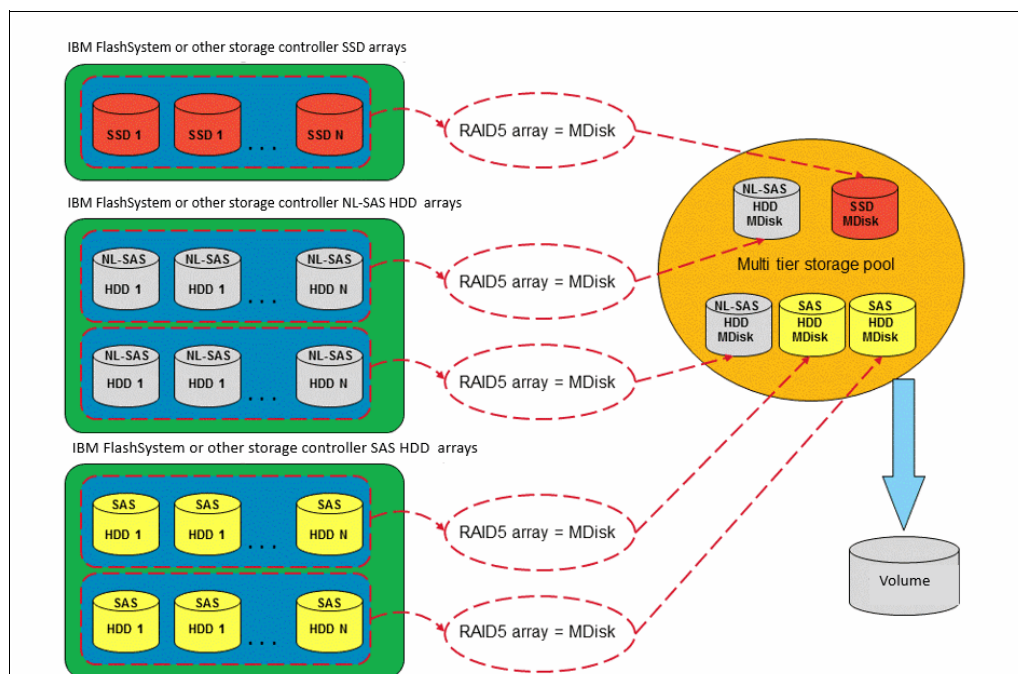 IBM FlashSystem or other storage controller SSD arrays
SSD 1
SSD 1
. . .
SSD N
RAID5 array = MDisk
IBM FlashSystem or other storage controller NL-SAS HDD  arrays
NL-SAS
HDD 1
NL-SAS
HDD 1
. . .
NL-SAS
HDD N
RAID5 array = MDisk
NL-SAS
HDD 1
NL-SAS
HDD 1
. . .
NL-SAS
HDD N
RAID5 array = MDisk
IBM FlashSystem or other storage controller SAS HDD  arrays
SAS
HDD 1
SAS
HDD 1
. . .
SAS
HDD N
RAID5 array = MDisk
SAS
HDD 1
SAS
HDD 1
. . .
SAS
HDD N
RAID5 array = MDisk
NL-SAS
HDD
MDisk
SSD
MDisk
Multi tier storage pool
NL-SAS
HDD
MDisk
SAS
HDD
MDisk
SAS
HDD
MDisk
Volume